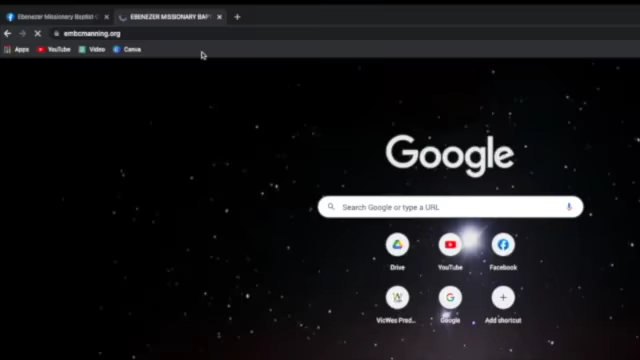 Ebenezer Missionary Baptist C
EBENEZER MISSIONARY BAP
embcmanning.org
Apps YouTube Video Canva
Google
Search Google or type a URL
Drive YouTube Facebook
VicWes Prad... Google Add shortcut